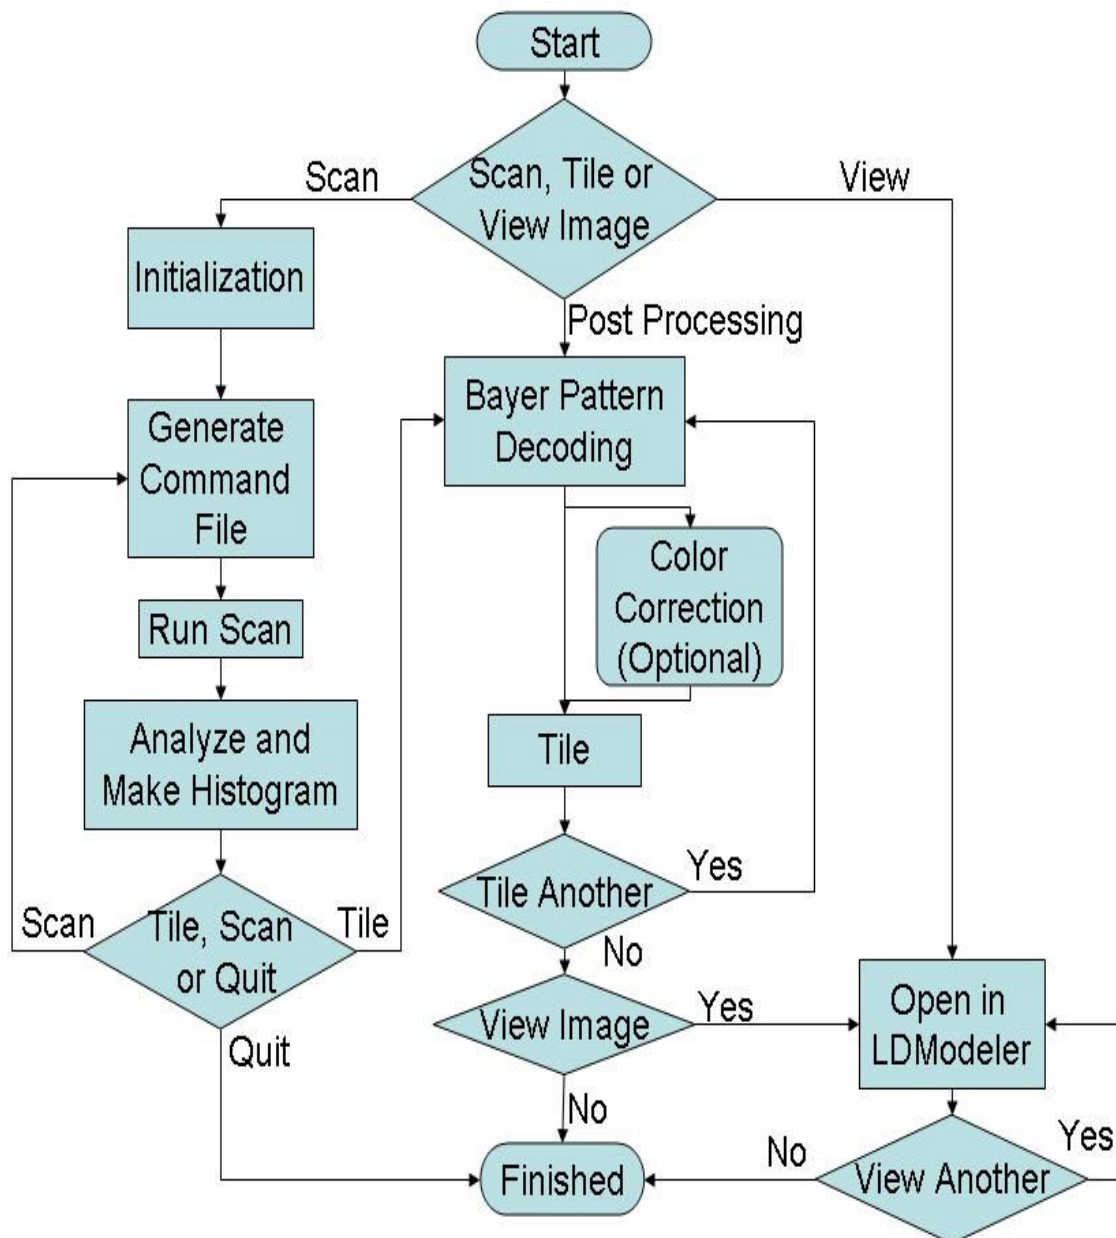 Start
Scan
Scan, Tile or
View Image
View
Initialization
Post Processing
Generate
Command
File
Bayer Pattern
Decoding
Color
Correction
(Optional)
Run Scan
Analyze and
Make Histogram
Tile
Tile Another
Yes
No
Scan
Tile, Scan
or Quit
Tile
Quit
View Image
Yes
No
Open in
LDModeler
View Another
Yes
No
Finished